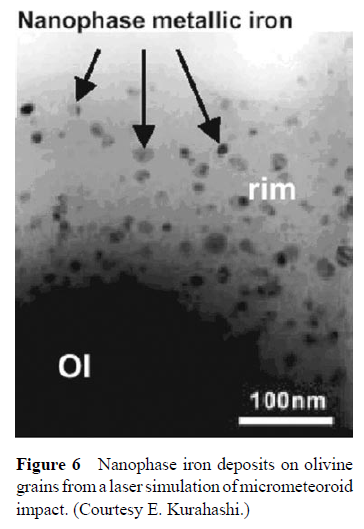 Nanophase metallic iron
rim
Ol
100nm
Figure 6 Nanophase iron deposits on olivine
grains from a laser simulation of micrometeoroid
impact. (Courtesy E. Kurahashi.)